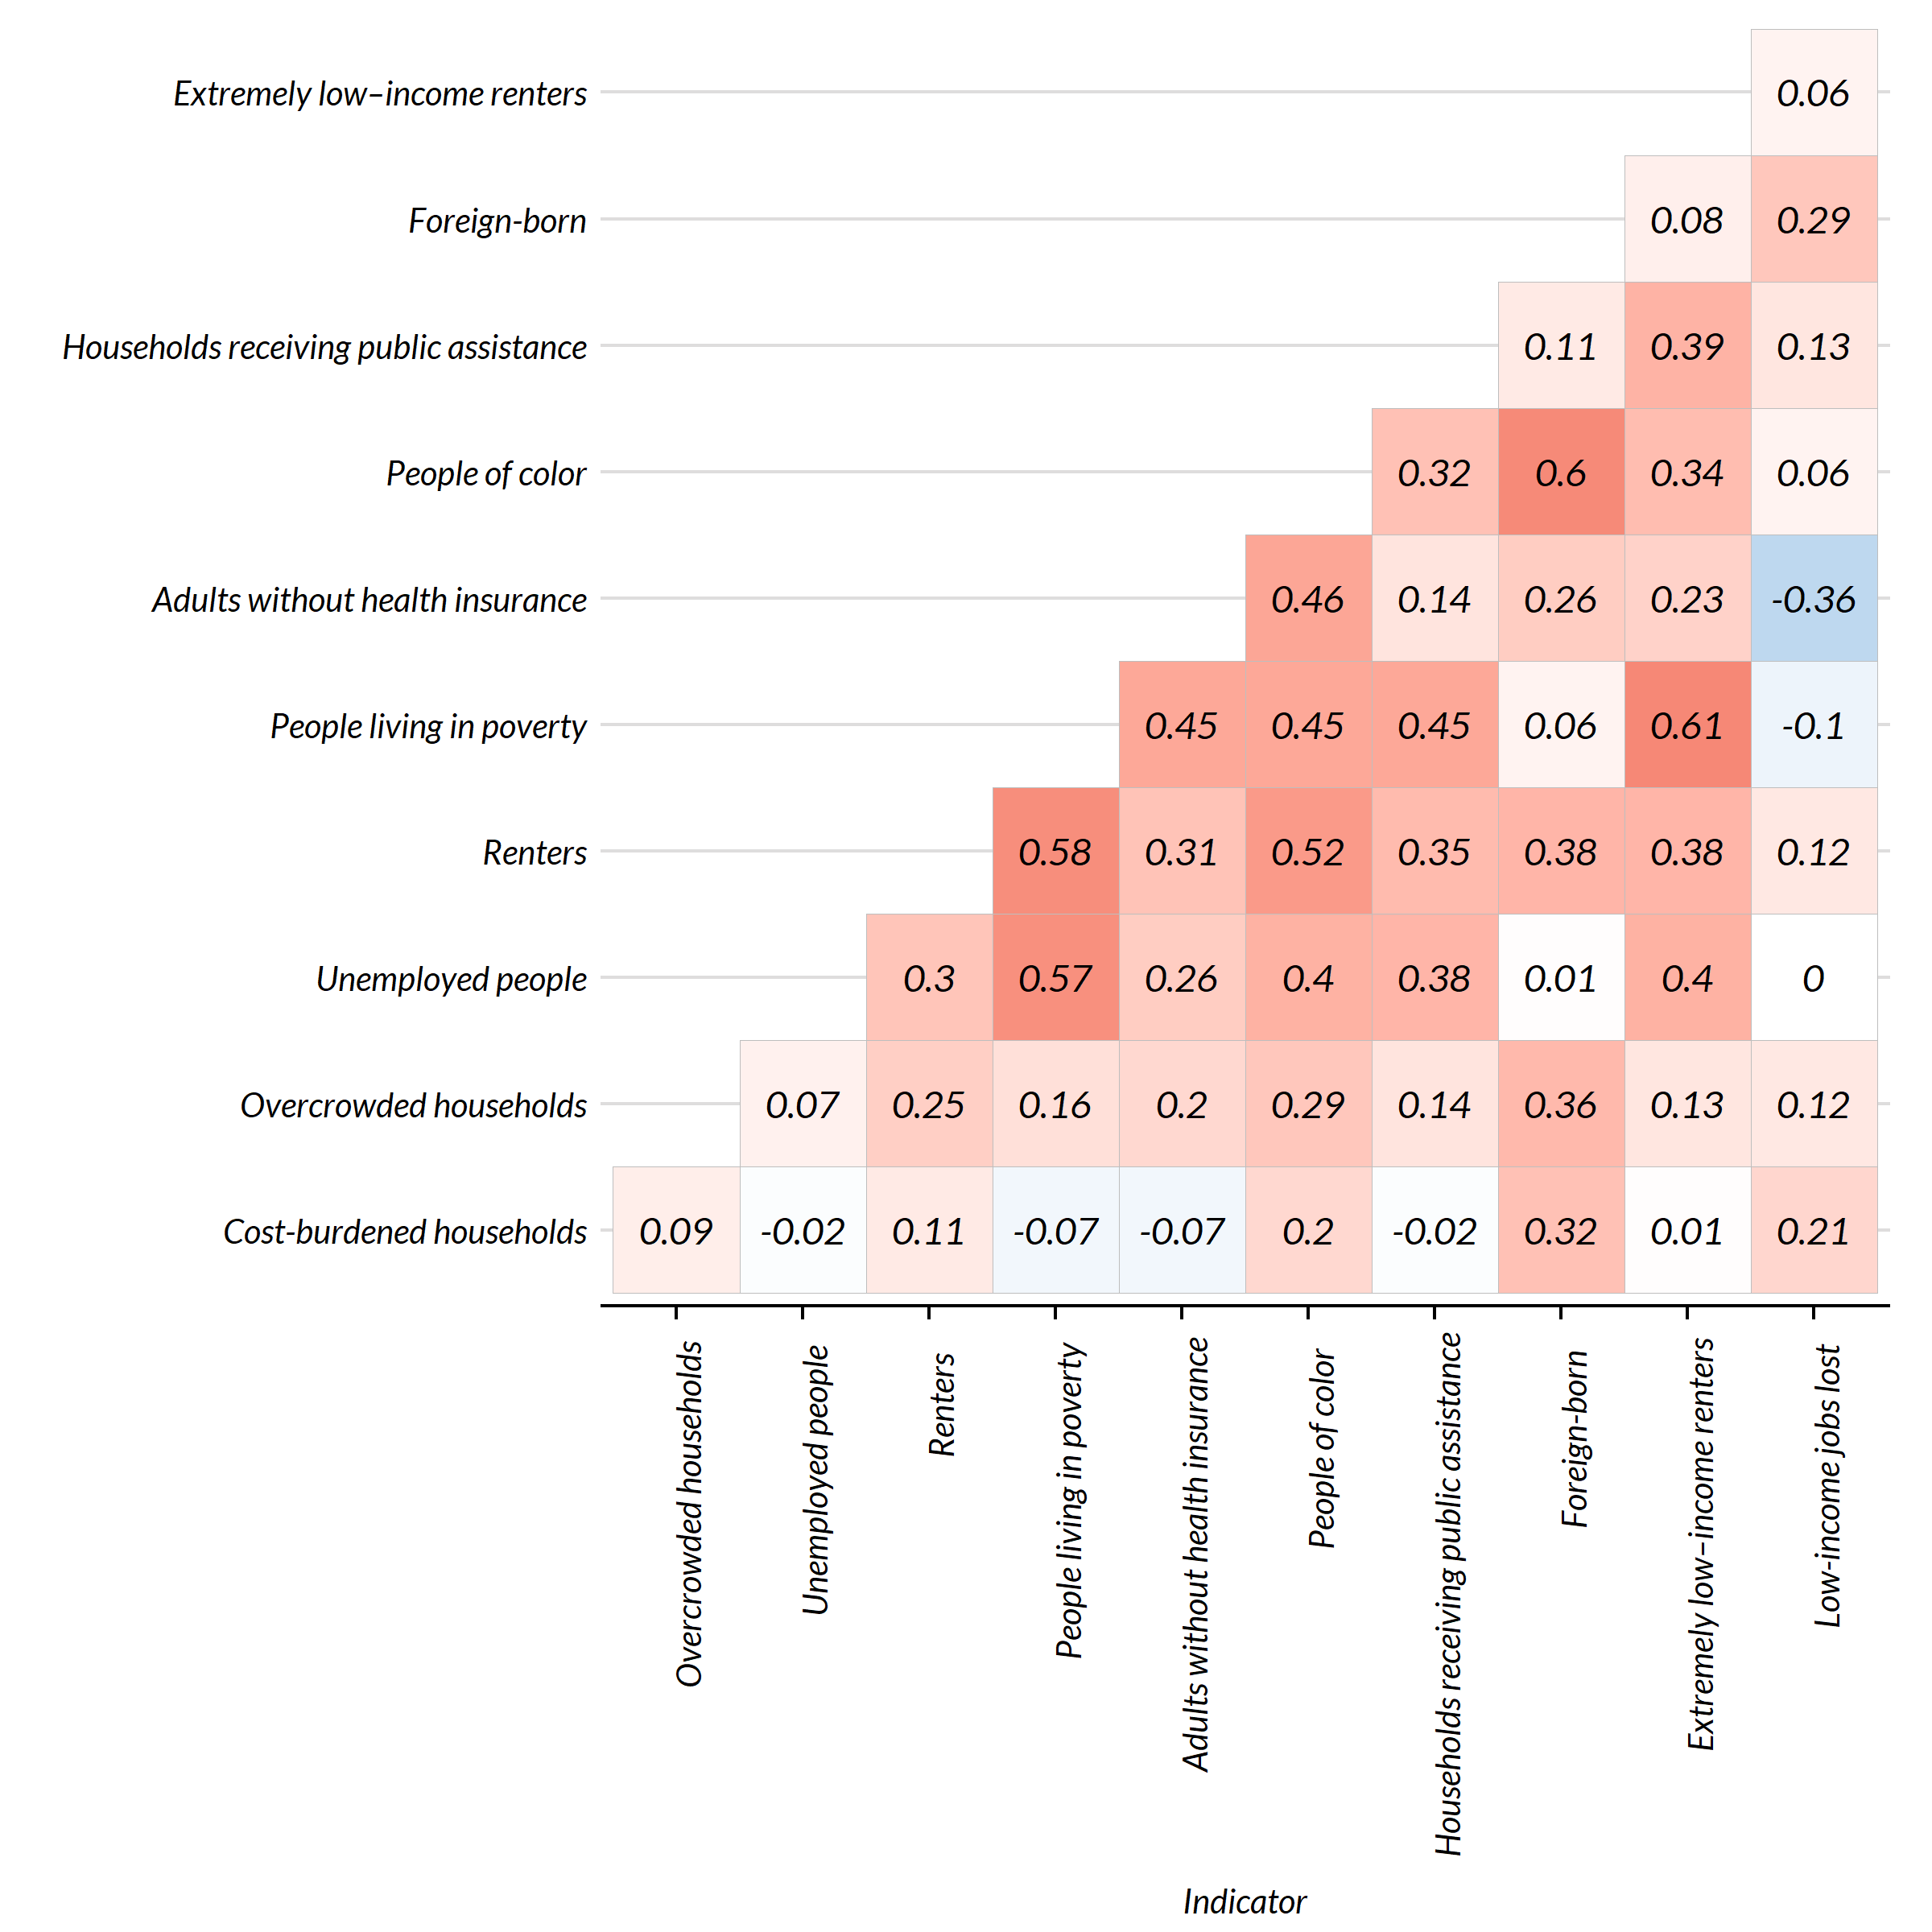 Extremely low–income renters 0.06
Foreign-born 0.08 0.29
Households receiving public assistance 0.11 0.39 0.13
People of color 0.32 0.6 0.34 0.06
Adults without health insurance 0.46 0.14 0.26 0.23 -0.36
People living in poverty 0.45 0.45 0.45 0.06 0.61 -0.1
Renters 0.58 0.31 0.52 0.35 0.38 0.38 0.12
Unemployed people 0.3 0.57 0.26 0.4 0.38 0.01 0.4 0
Overcrowded households 0.07 0.25 0.16 0.2 0.29 0.14 0.36 0.13 0.12
Cost-burdened households 0.09 -0.02 0.11 -0.07 -0.07 0.2 -0.02 0.32 0.01 0.21
Overcrowded households
Unemployed people
Renters
People living in poverty
Adults without health insurance
People of color
Households receiving public assistance
Foreign-born
Extremely low–income renters
Low-income jobs lost
Indicator